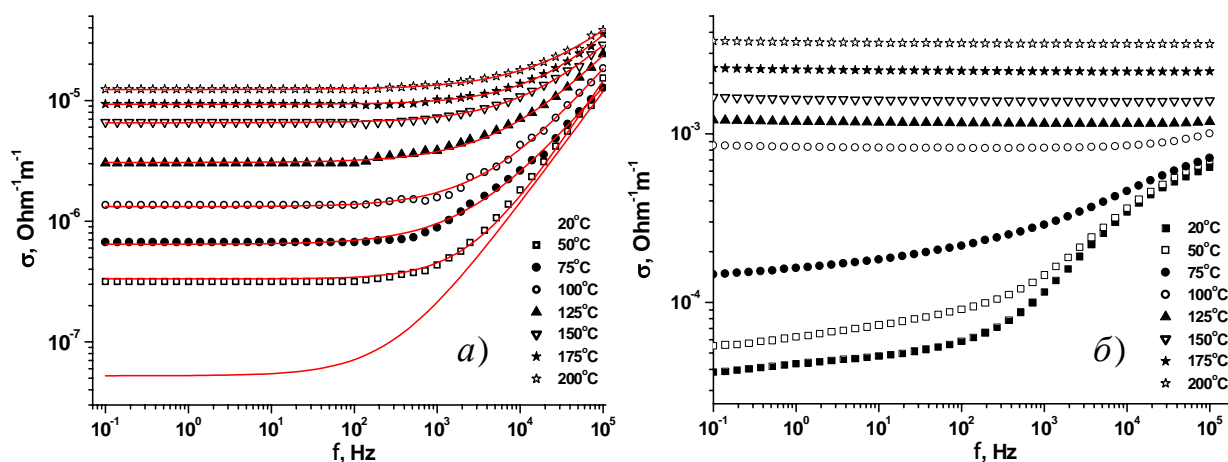 10⁻⁵
10⁻⁶
10⁻⁷
σ, Ohm⁻¹m⁻¹
20°C
50°C
75°C
100°C
125°C
150°C
175°C
200°C
а)
10⁻¹ 10⁰ 10¹ 10² 10³ 10⁴ 10⁵
f, Hz
10⁻³
10⁻⁴
σ, Ohm⁻¹m⁻¹
20°C
50°C
75°C
100°C
125°C
150°C
175°C
200°C
б)
10⁻¹ 10⁰ 10¹ 10² 10³ 10⁴ 10⁵
f, Hz